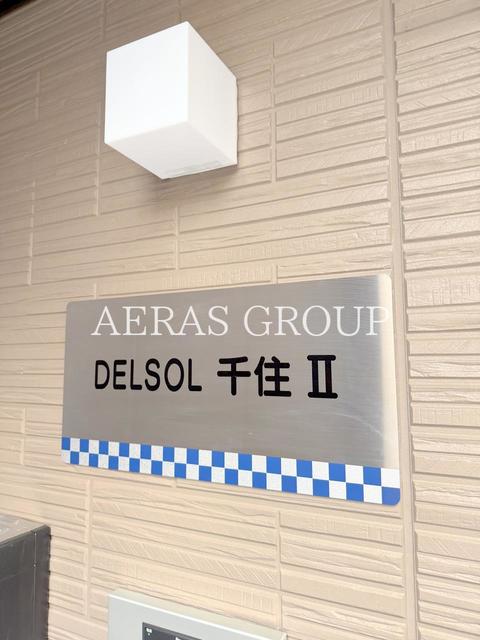 AERAS GROUP
DELSOL 千住 Ⅱ